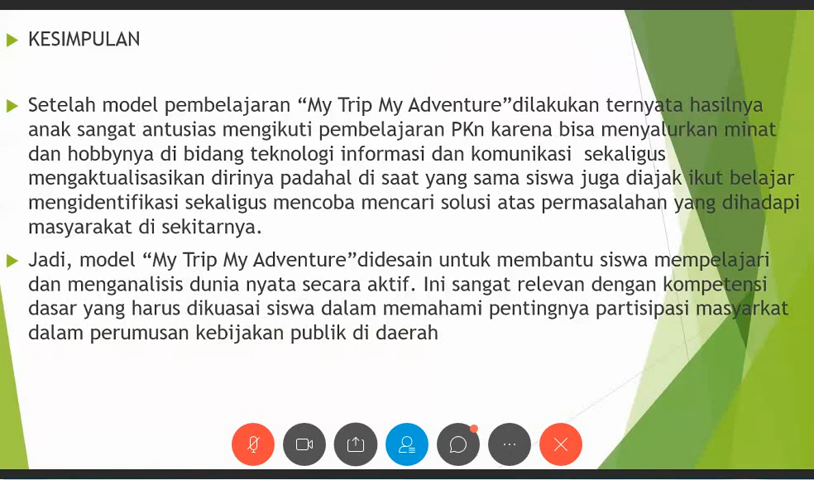 KESIMPULAN
Setelah model pembelajaran “My Trip My Adventure”dilakukan ternyata hasilnya
anak sangat antusias mengikuti pembelajaran PKn karena bisa menyalurkan minat
dan hobbynya di bidang teknologi informasi dan komunikasi sekaligus
mengaktualisasikan dirinya padahal di saat yang sama siswa juga diajak ikut belajar
mengidentifikasi sekaligus mencoba mencari solusi atas permasalahan yang dihadapi
masyarakat di sekitarnya.
Jadi, model “My Trip My Adventure”didesain untuk membantu siswa mempelajari
dan menganalisis dunia nyata secara aktif. Ini sangat relevan dengan kompetensi
dasar yang harus dikuasai siswa dalam memahami pentingnya partisipasi masyarkat
dalam perumusan kebijakan publik di daerah